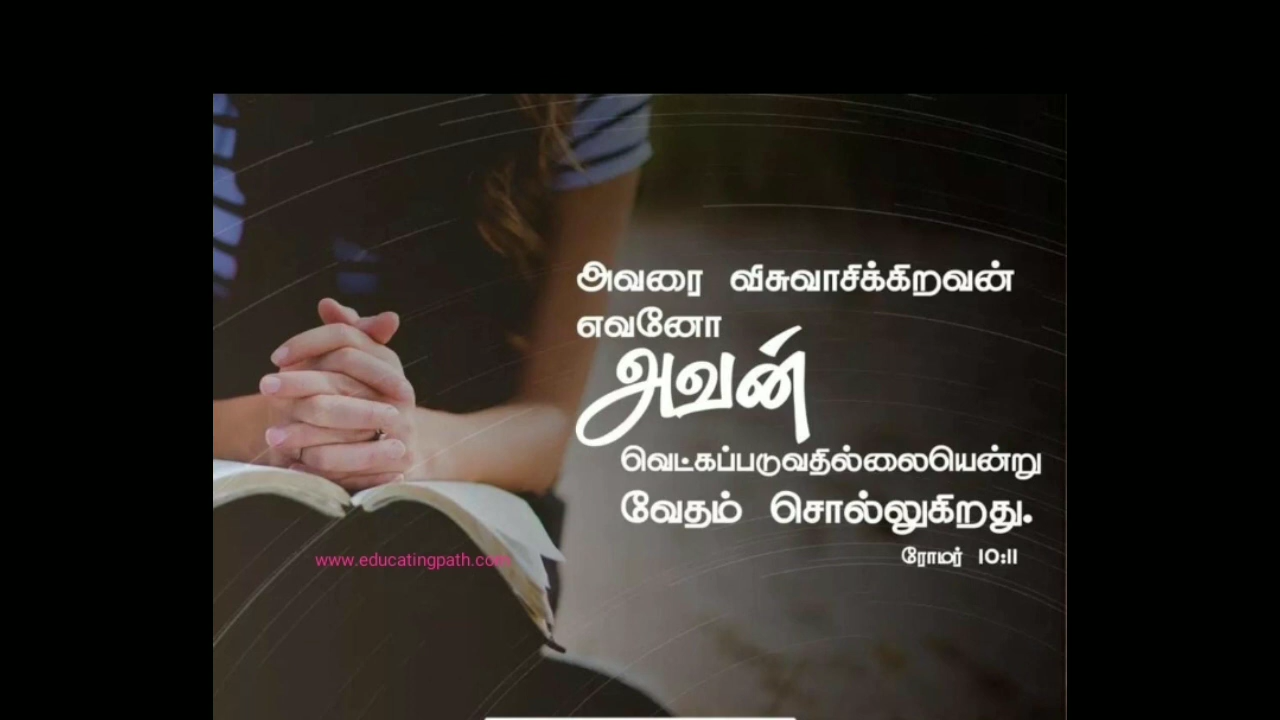 அவரை விசுவாசிக்கிறவன்
எவனோ
அவன்
வெட்கப்படுவதில்லையென்று
வேதம் சொல்லுகிறது.
ரோமர் 10:11
www.educatingpath.com